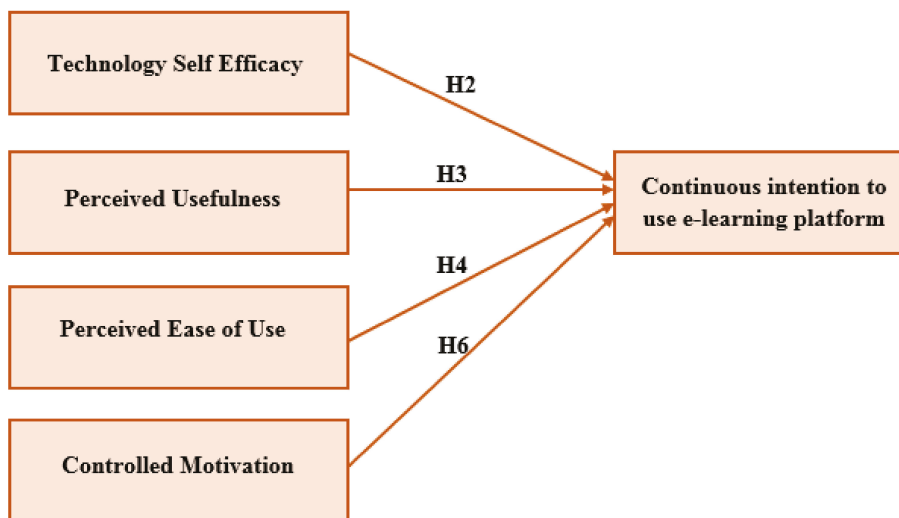 Technology Self Efficacy
H2
Perceived Usefulness
H3
Continuous intention to
use e-learning platform
H4
Perceived Ease of Use
H6
Controlled Motivation